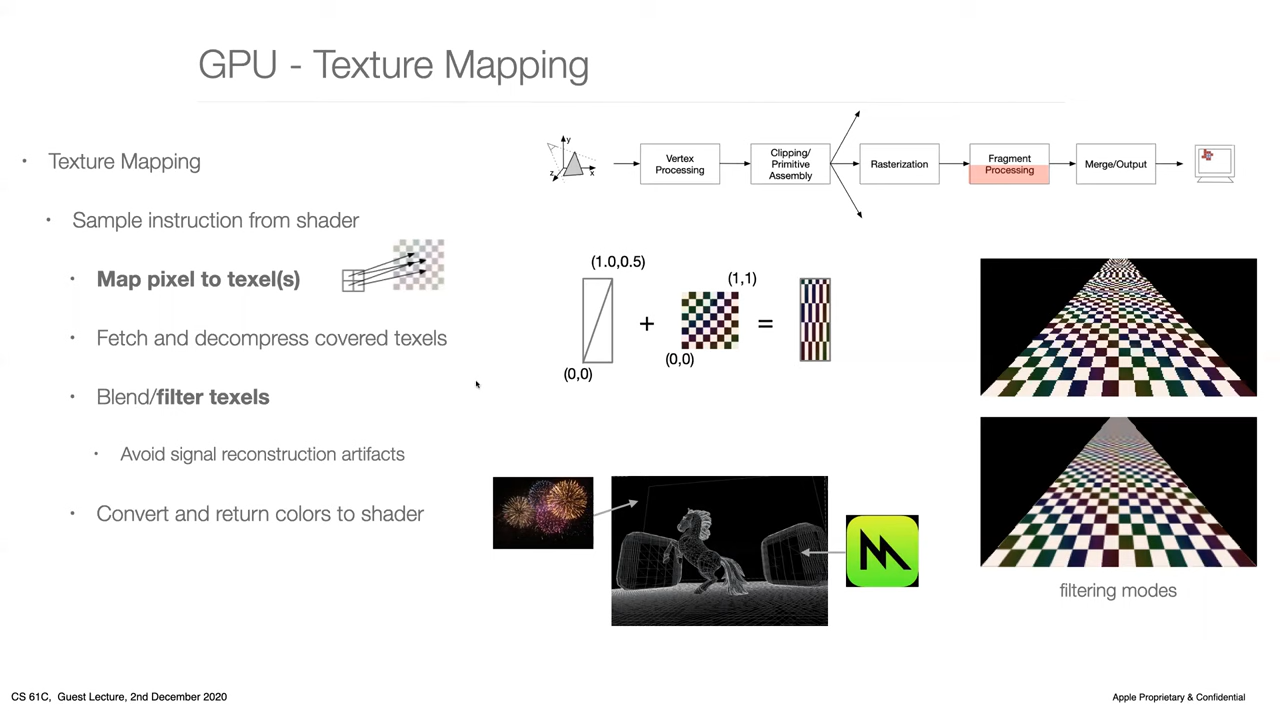 GPU - Texture Mapping
• Texture Mapping
• Sample instruction from shader
• Map pixel to texel(s)
• Fetch and decompress covered texels
• Blend/filter texels
• Avoid signal reconstruction artifacts
• Convert and return colors to shader
y
z
x
Vertex
Processing
Clipping/
Primitive
Assembly
Rasterization
Fragment
Processing
Merge/Output
(1.0,0.5)
(0,0)
+
(1,1)
(0,0)
=
filtering modes
CS 61C, Guest Lecture, 2nd December 2020
Apple Proprietary & Confidential